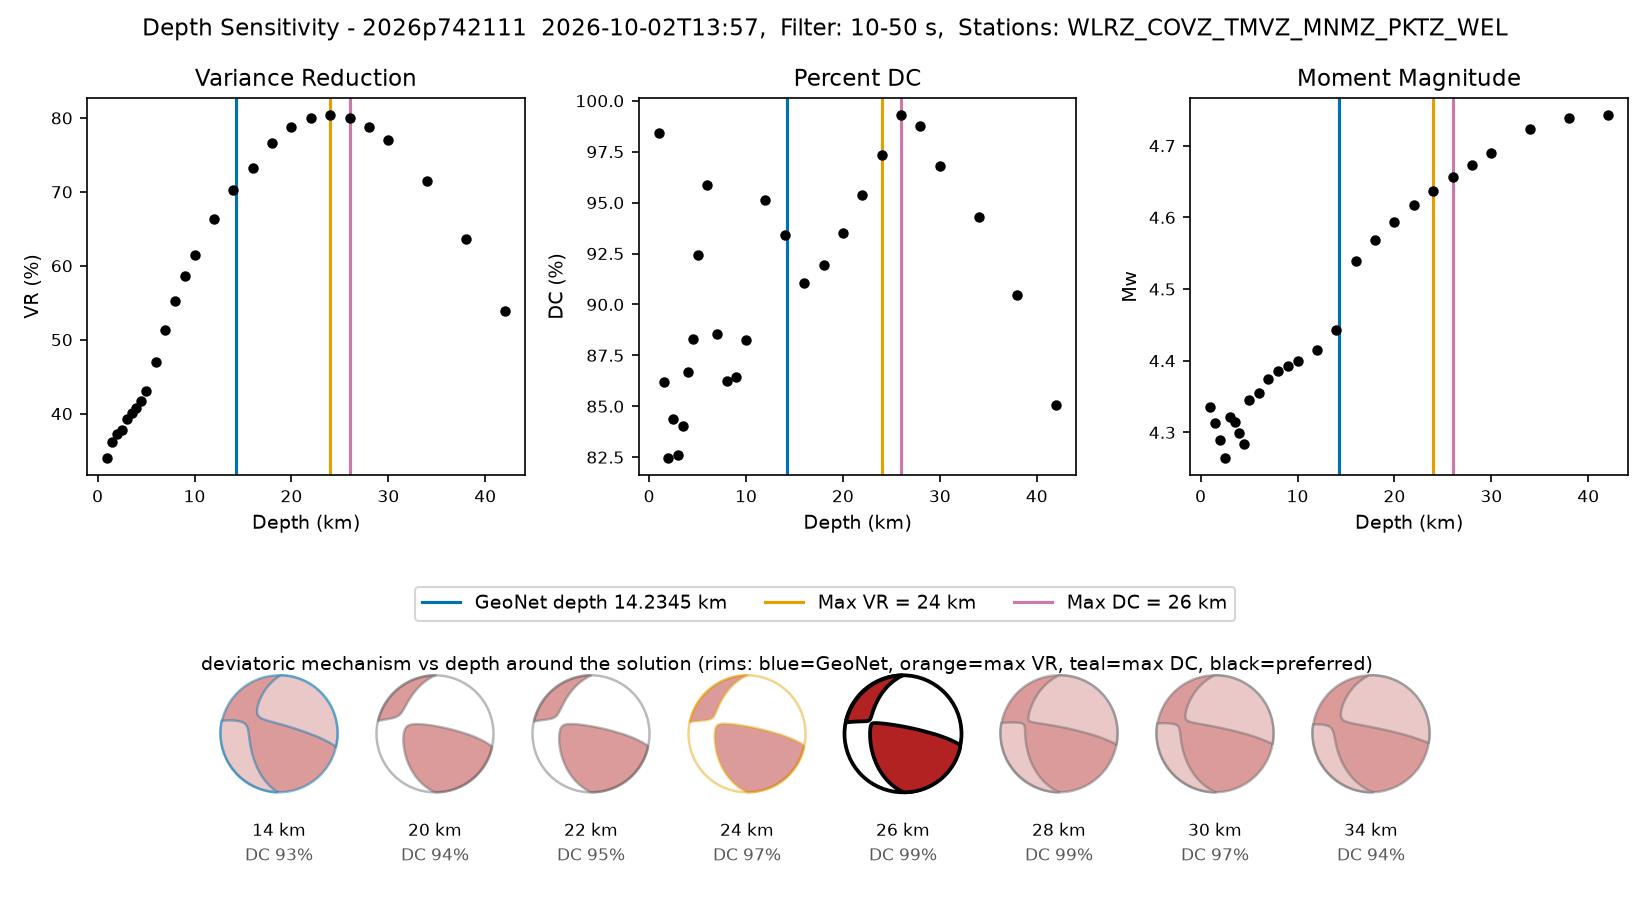 Depth Sensitivity - 2026p742111  2026-10-02T13:57,  Filter: 10-50 s,  Stations: WLRZ_COVZ_TMVZ_MNMZ_PKTZ_WEL
Variance Reduction
Percent DC
Moment Magnitude
VR (%)
80
70
60
50
40
0 10 20 30 40
Depth (km)
DC (%)
100.0
97.5
95.0
92.5
90.0
87.5
85.0
82.5
0 10 20 30 40
Depth (km)
Mw
4.7
4.6
4.5
4.4
4.3
0 10 20 30 40
Depth (km)
GeoNet depth 14.2345 km Max VR = 24 km Max DC = 26 km
deviatoric mechanism vs depth around the solution (rims: blue=GeoNet, orange=max VR, teal=max DC, black=preferred)
14 km 20 km 22 km 24 km 26 km 28 km 30 km 34 km
DC 93% DC 94% DC 95% DC 97% DC 99% DC 99% DC 97% DC 94%